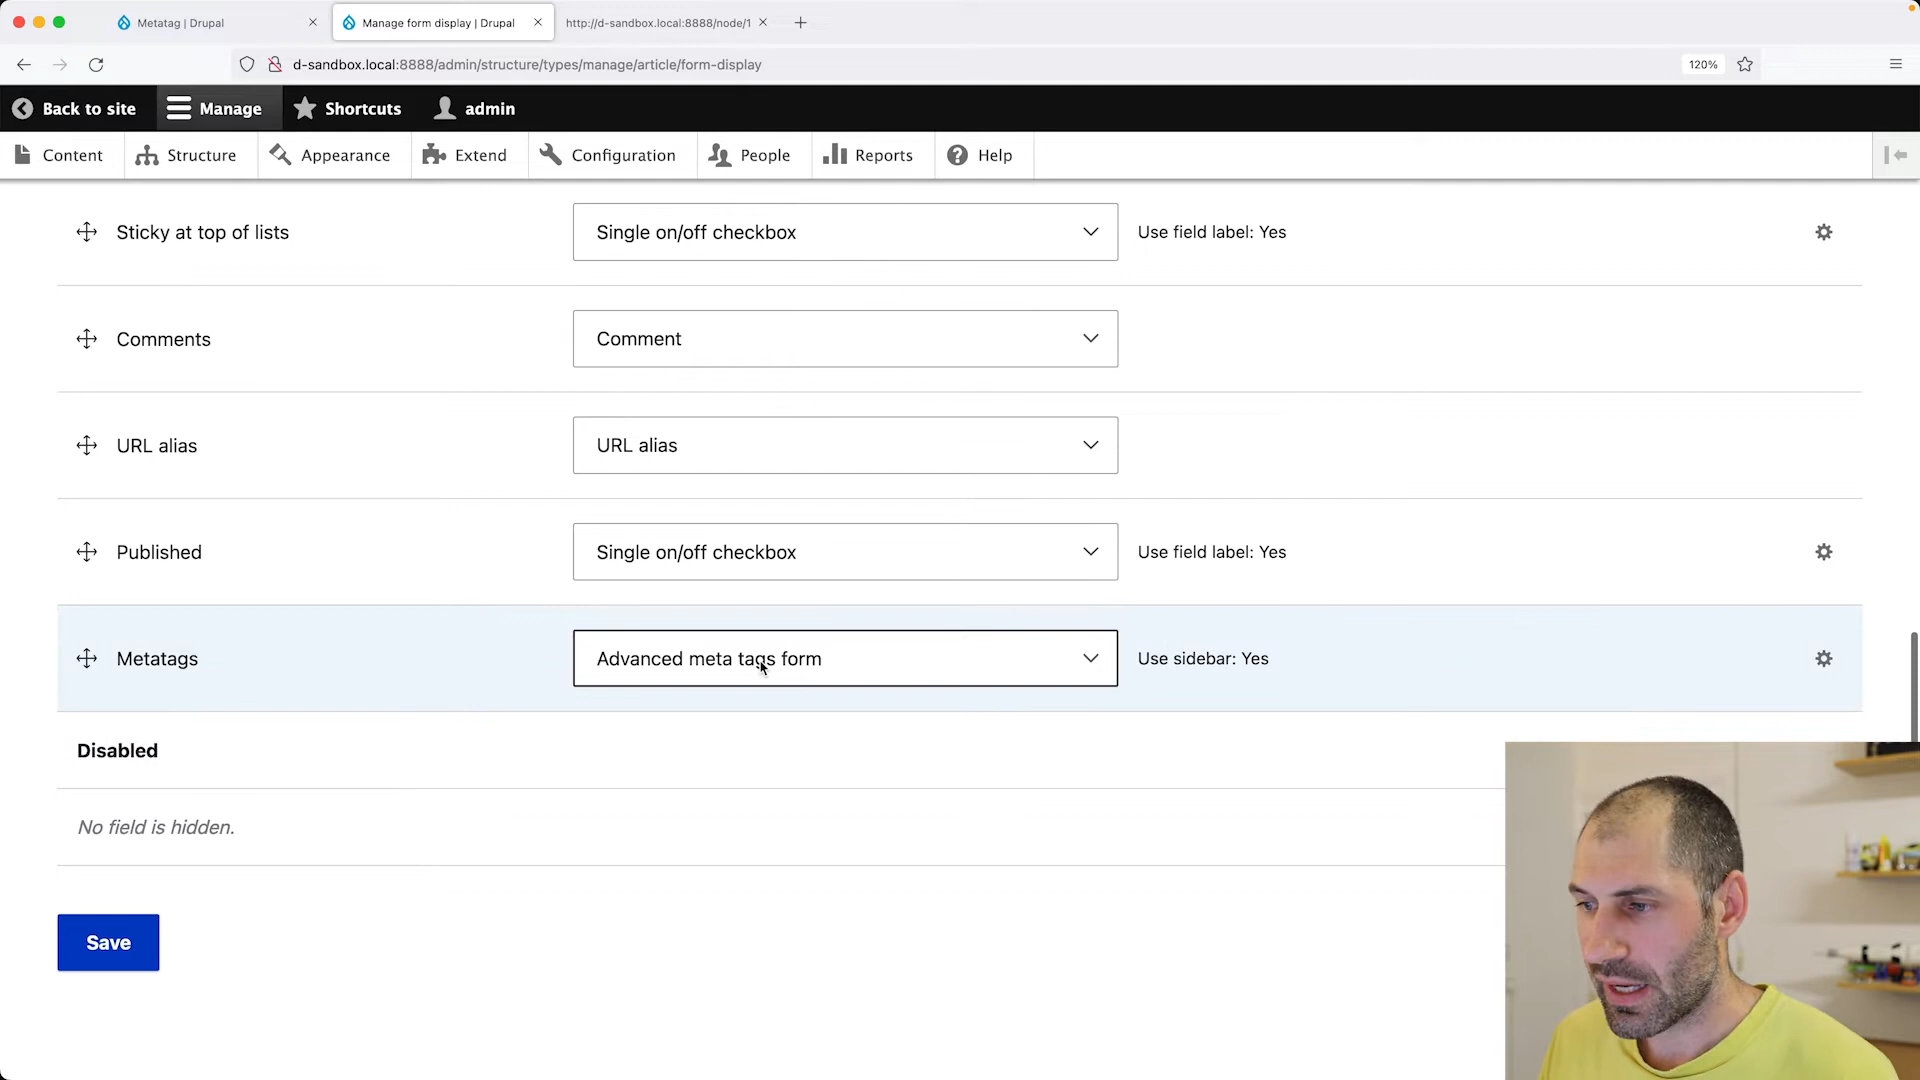 Metatag | Drupal
Manage form display | Drupal
http://d-sandbox.local:8888/node/1
d-sandbox.local:8888/admin/structure/types/manage/article/form-display
120%
Back to site
Manage
Shortcuts
admin
Content
Structure
Appearance
Extend
Configuration
People
Reports
Help
Sticky at top of lists
Single on/off checkbox
Use field label: Yes
Comments
Comment
URL alias
URL alias
Published
Single on/off checkbox
Use field label: Yes
Metatags
Advanced meta tags form
Use sidebar: Yes
Disabled
No field is hidden.
Save